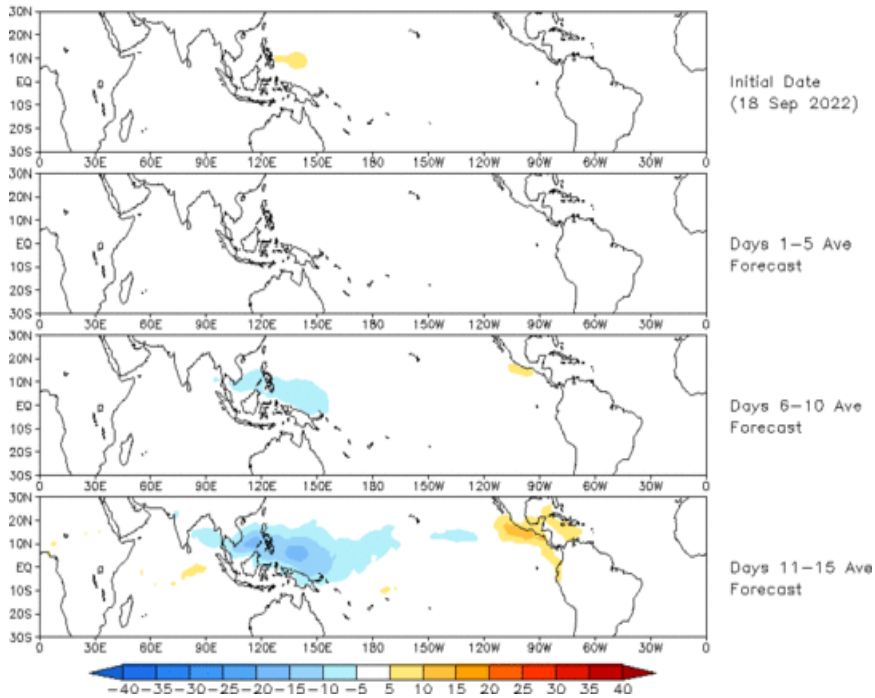 30N
20N
10N
EQ
10S
20S
30S
0 30E 60E 90E 120E 150E 180 150W 120W 90W 60W 30W 0
Initial Date
(18 Sep 2022)
30N
20N
10N
EQ
10S
20S
30S
0 30E 60E 90E 120E 150E 180 150W 120W 90W 60W 30W 0
Days 1-5 Ave
Forecast
30N
20N
10N
EQ
10S
20S
30S
0 30E 60E 90E 120E 150E 180 150W 120W 90W 60W 30W 0
Days 6-10 Ave
Forecast
30N
20N
10N
EQ
10S
20S
30S
0 30E 60E 90E 120E 150E 180 150W 120W 90W 60W 30W 0
Days 11-15 Ave
Forecast
-40 -35 -30 -25 -20 -15 -10 -5 5 10 15 20 25 30 35 40